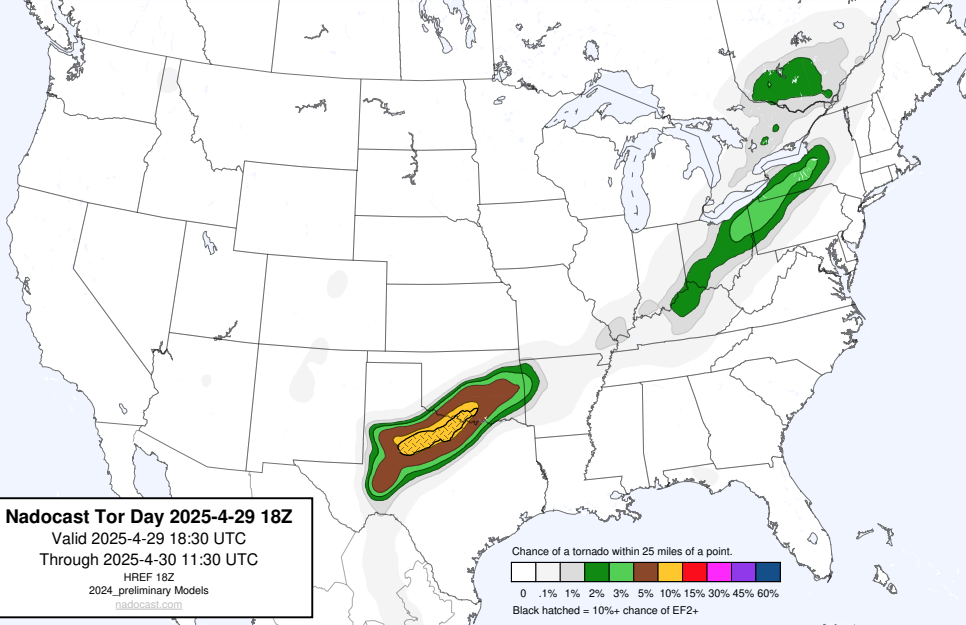 Nadocast Tor Day 2025-4-29 18Z
Valid 2025-4-29 18:30 UTC
Through 2025-4-30 11:30 UTC
HREF 18Z
2024_preliminary Models
nadocast.com
Chance of a tornado within 25 miles of a point.
0 .1% 1% 2% 3% 5% 10% 15% 30% 45% 60%
Black hatched = 10%+ chance of EF2+